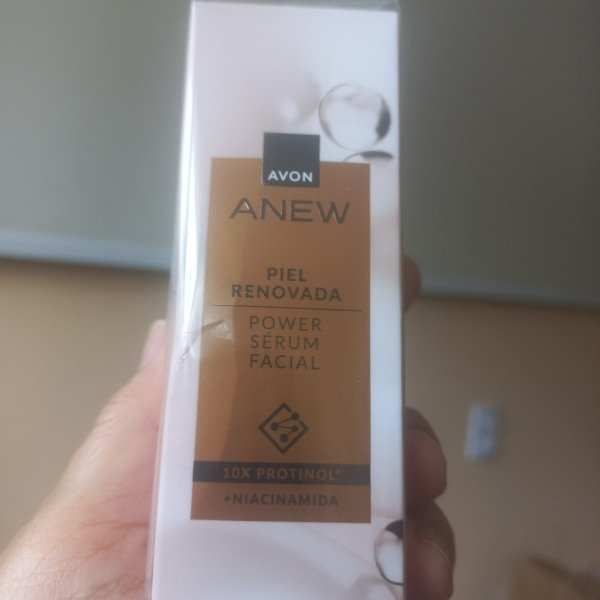 AVON
ANEW
PIEL
RENOVADA
POWER
SÉRUM
FACIAL
10X PROTINOL*
+NIACINAMIDA